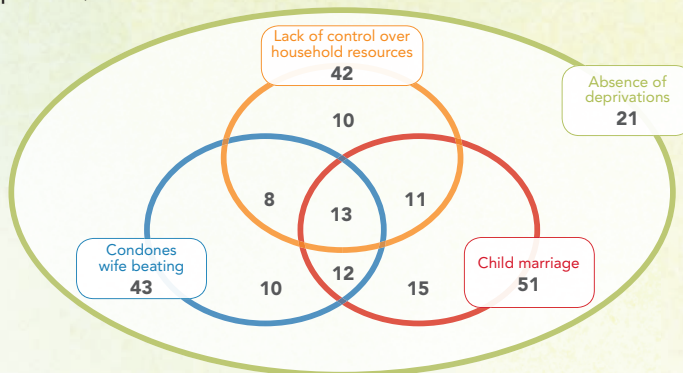 Lack of control over
household resources
42
Absence of
deprivations
21
10
8
11
13
Condones
wife beating
43
12
Child marriage
51
10
15